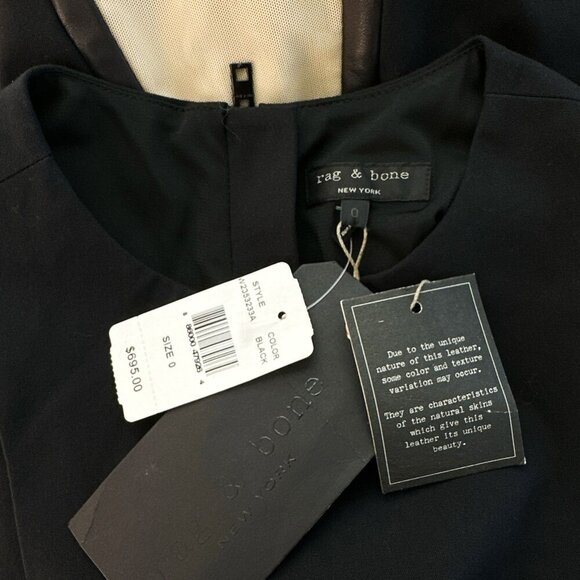 rag & bone
NEW YORK
0
STYLE
W2353233A
COLOR
BLACK
SIZE 0
$695.00
rag & bone
NEW YORK
Due to the unique
nature of this leather,
some color and texture
variation may occur.
They are characteristics
of the natural skins
which give this
leather its unique
beauty.